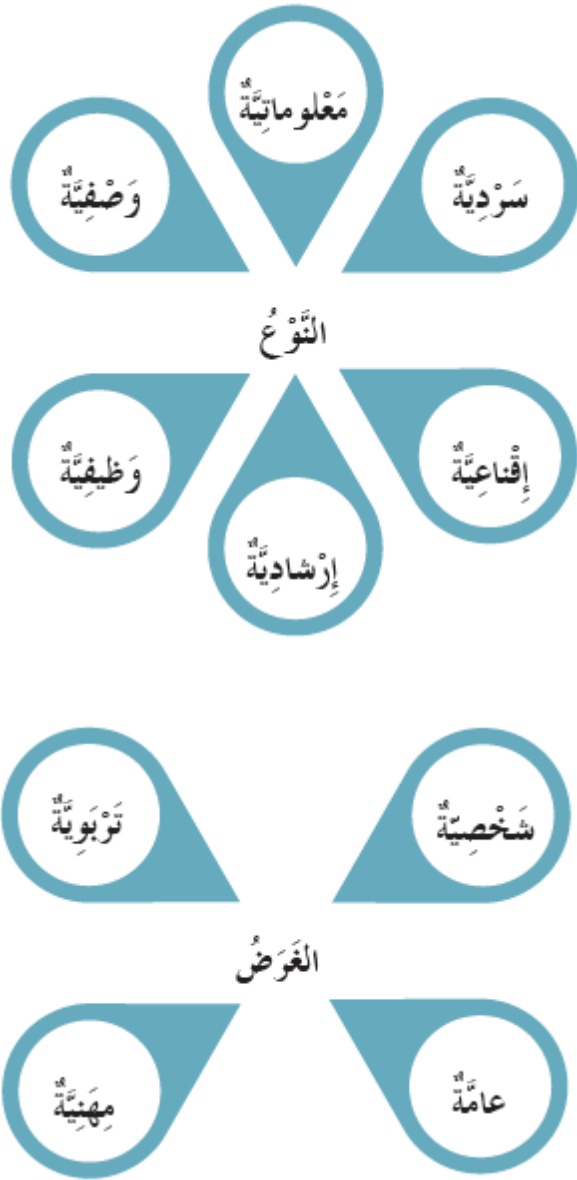 مَعْلوماتِيَّةٌ
سَرْدِيَّةٌ
وَصْفِيَّةٌ
النَّوْعُ
إِقْناعِيَّةٌ
وَظيفِيَّةٌ
إِرْشادِيَّةٌ
شَخْصِيّةٌ
تَرْبَوِيَّةٌ
الغَرَضُ
عامَّةٌ
مِهَنِيَّةٌ